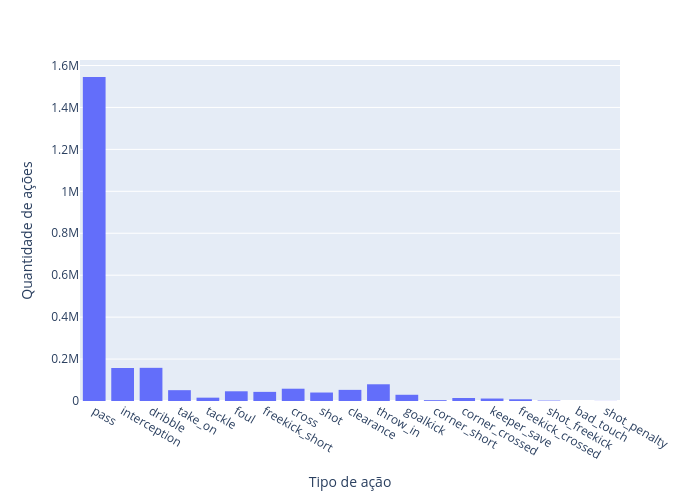 1.6M
1.4M
1.2M
1M
0.8M
0.6M
0.4M
0.2M
0
Quantidade de ações
pass
interception
dribble
take_on
tackle
foul
freekick_short
cross
shot
clearance
throw_in
goalkick
corner_short
corner_crossed
keeper_save
freekick_crossed
shot_freekick
bad_touch
shot_penalty
Tipo de ação